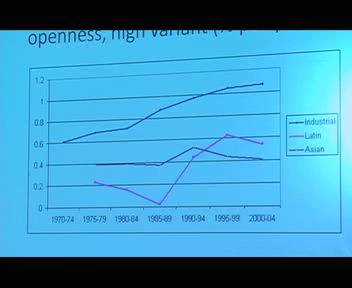 openness, high variant (%
1.2
1
0.8
0.6
0.4
0.2
0
1970-74 1975-79 1980-84 1985-89 1990-94 1995-99 2000-04
Industrial
Latin
Asian